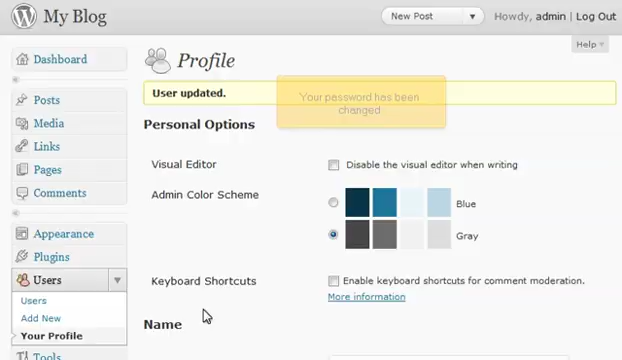 My Blog
New Post
Howdy, admin | Log Out
Help
Dashboard
Posts
Media
Links
Pages
Comments
Appearance
Plugins
Users
Users
Add New
Your Profile
Tools
Profile
User updated.
Your password has been
changed
Personal Options
Visual Editor
Disable the visual editor when writing
Admin Color Scheme
Blue
Gray
Keyboard Shortcuts
Enable keyboard shortcuts for comment moderation.
More information
Name